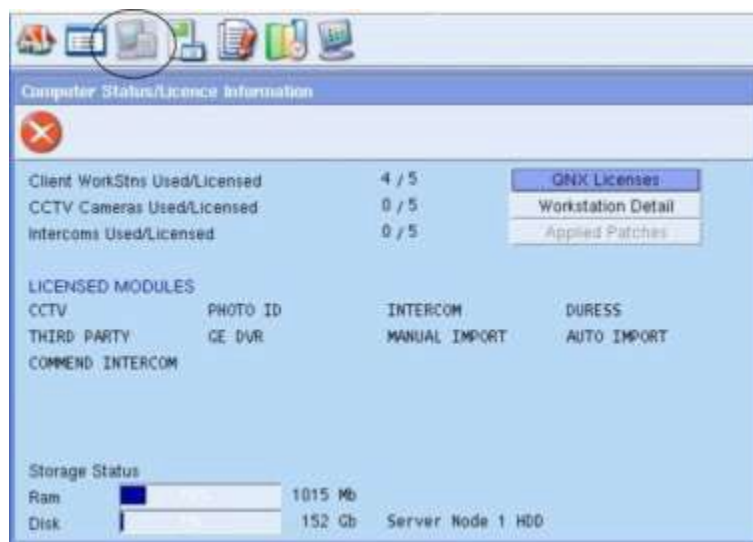 Computer Status/Licence Information
Client WorkStns Used/Licensed 4 / 5 QNX Licenses
CCTV Cameras Used/Licensed 0 / 5 Workstation Detail
Intercoms Used/Licensed 0 / 5 Applied Patches
LICENSED MODULES
CCTV PHOTO ID INTERCOM DURESS
THIRD PARTY GE DVR MANUAL IMPORT AUTO IMPORT
COMMEND INTERCOM
Storage Status
Ram 1015 Mb
Disk 152 Gb Server Node 1 HDD